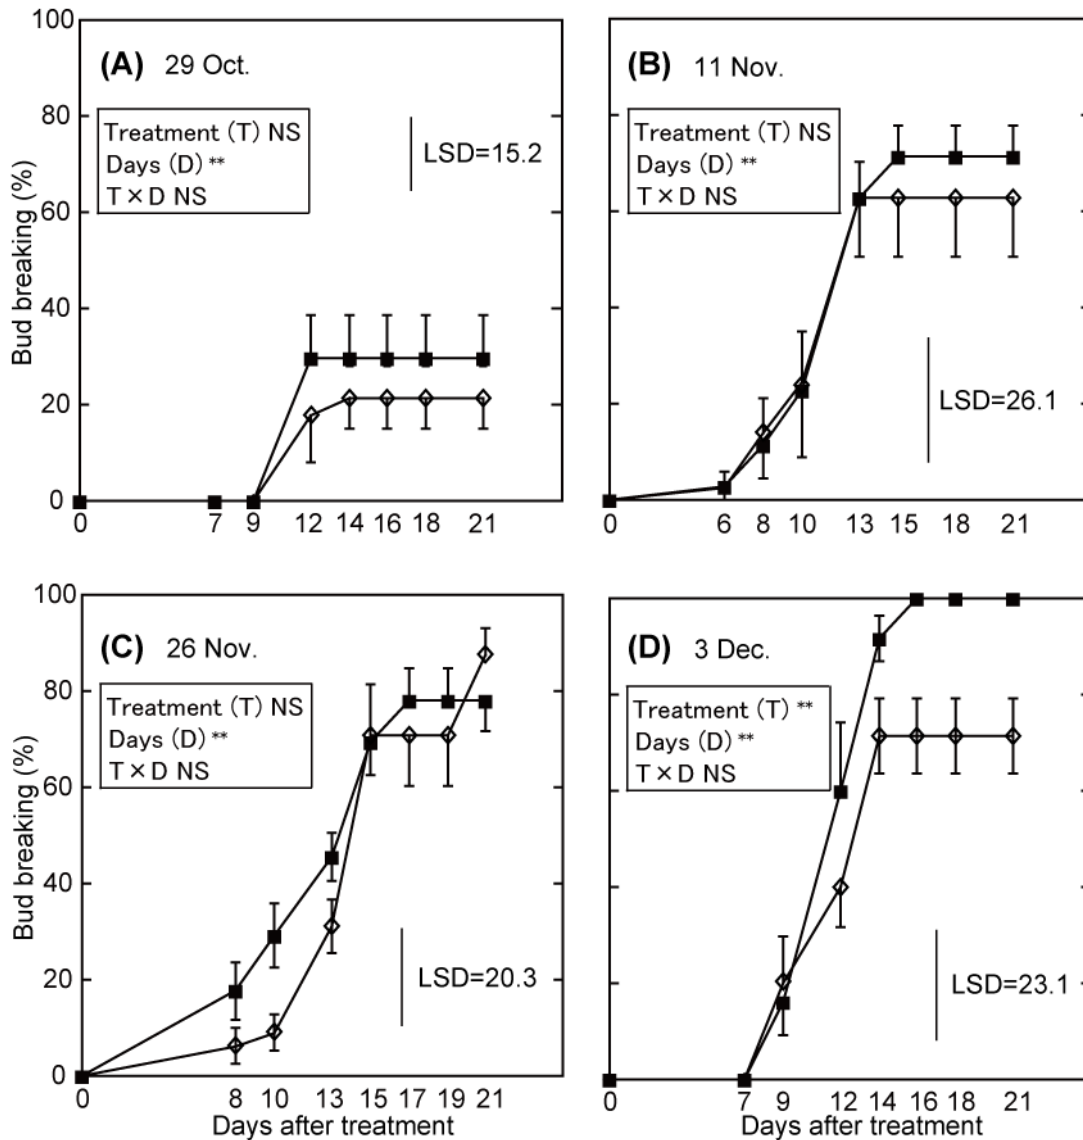 100
80
60
40
20
0
Bud breaking (%)
(A) 29 Oct.
Treatment (T) NS
Days (D) **
T × D NS
LSD=15.2
0 7 9 12 14 16 18 21
(B) 11 Nov.
Treatment (T) NS
Days (D) **
T × D NS
LSD=26.1
0 6 8 10 13 15 18 21
100
80
60
40
20
0
Bud breaking (%)
(C) 26 Nov.
Treatment (T) NS
Days (D) **
T × D NS
LSD=20.3
0 8 10 13 15 17 19 21
Days after treatment
(D) 3 Dec.
Treatment (T) **
Days (D) **
T × D NS
LSD=23.1
0 7 9 12 14 16 18 21
Days after treatment